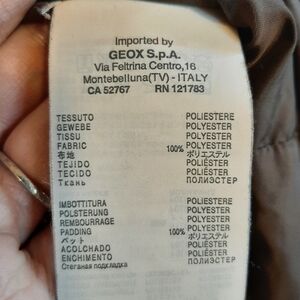 Imported by
GEOX S.p.A.
Via Feltrina Centro,16
Montebelluna(TV) - ITALY
CA 52767 RN 121783
TESSUTO POLIESTERE
GEWEBE POLYESTER
TISSU POLYESTER
FABRIC 100% POLYESTER
布地 ポリエステル
TEJIDO POLIÉSTER
TECIDO POLIÉSTER
Ткань ПОЛИЭСТЕР
IMBOTTITURA POLIESTERE
POLSTERUNG POLYESTER
REMBOURRAGE POLYESTER
PADDING 100% POLYESTER
パット ポリエステル
ACOLCHADO POLIÉSTER
ENCHIMENTO POLIÉSTER
Стеганая подкладка ПОЛИЭСТЕР